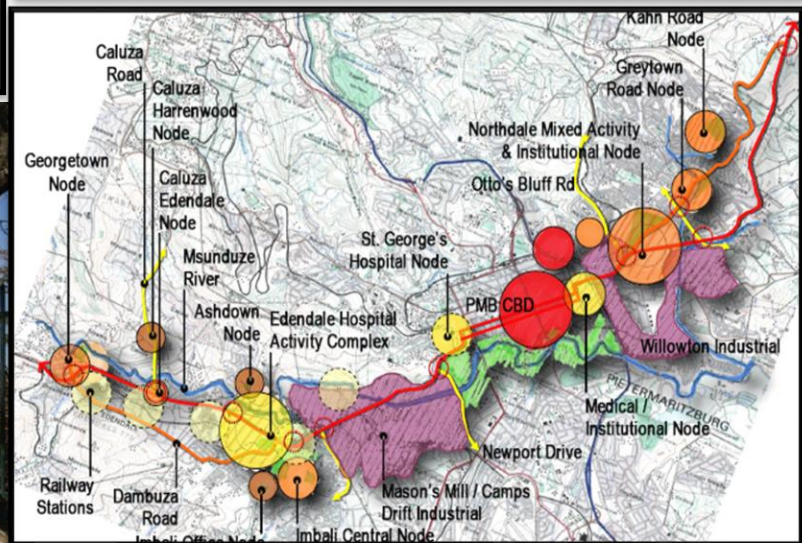 Kahn Road
Node
Greytown
Road Node
Caluza
Road
Caluza
Harrenwood
Node
Northdale Mixed Activity
& Institutional Node
Georgetown
Node
Caluza
Edendale
Node
Otto's Bluff Rd
St. George's
Hospital Node
Msunduze
River
Ashdown
Node
Edendale Hospital
Activity Complex
PMB CBD
Willowton Industrial
PIETERMARITZBURG
Medical /
Institutional Node
Newport Drive
Railway
Stations
Dambuza
Road
Mason's Mill / Camps
Drift Industrial
Imbali Office Node
Imbali Central Node